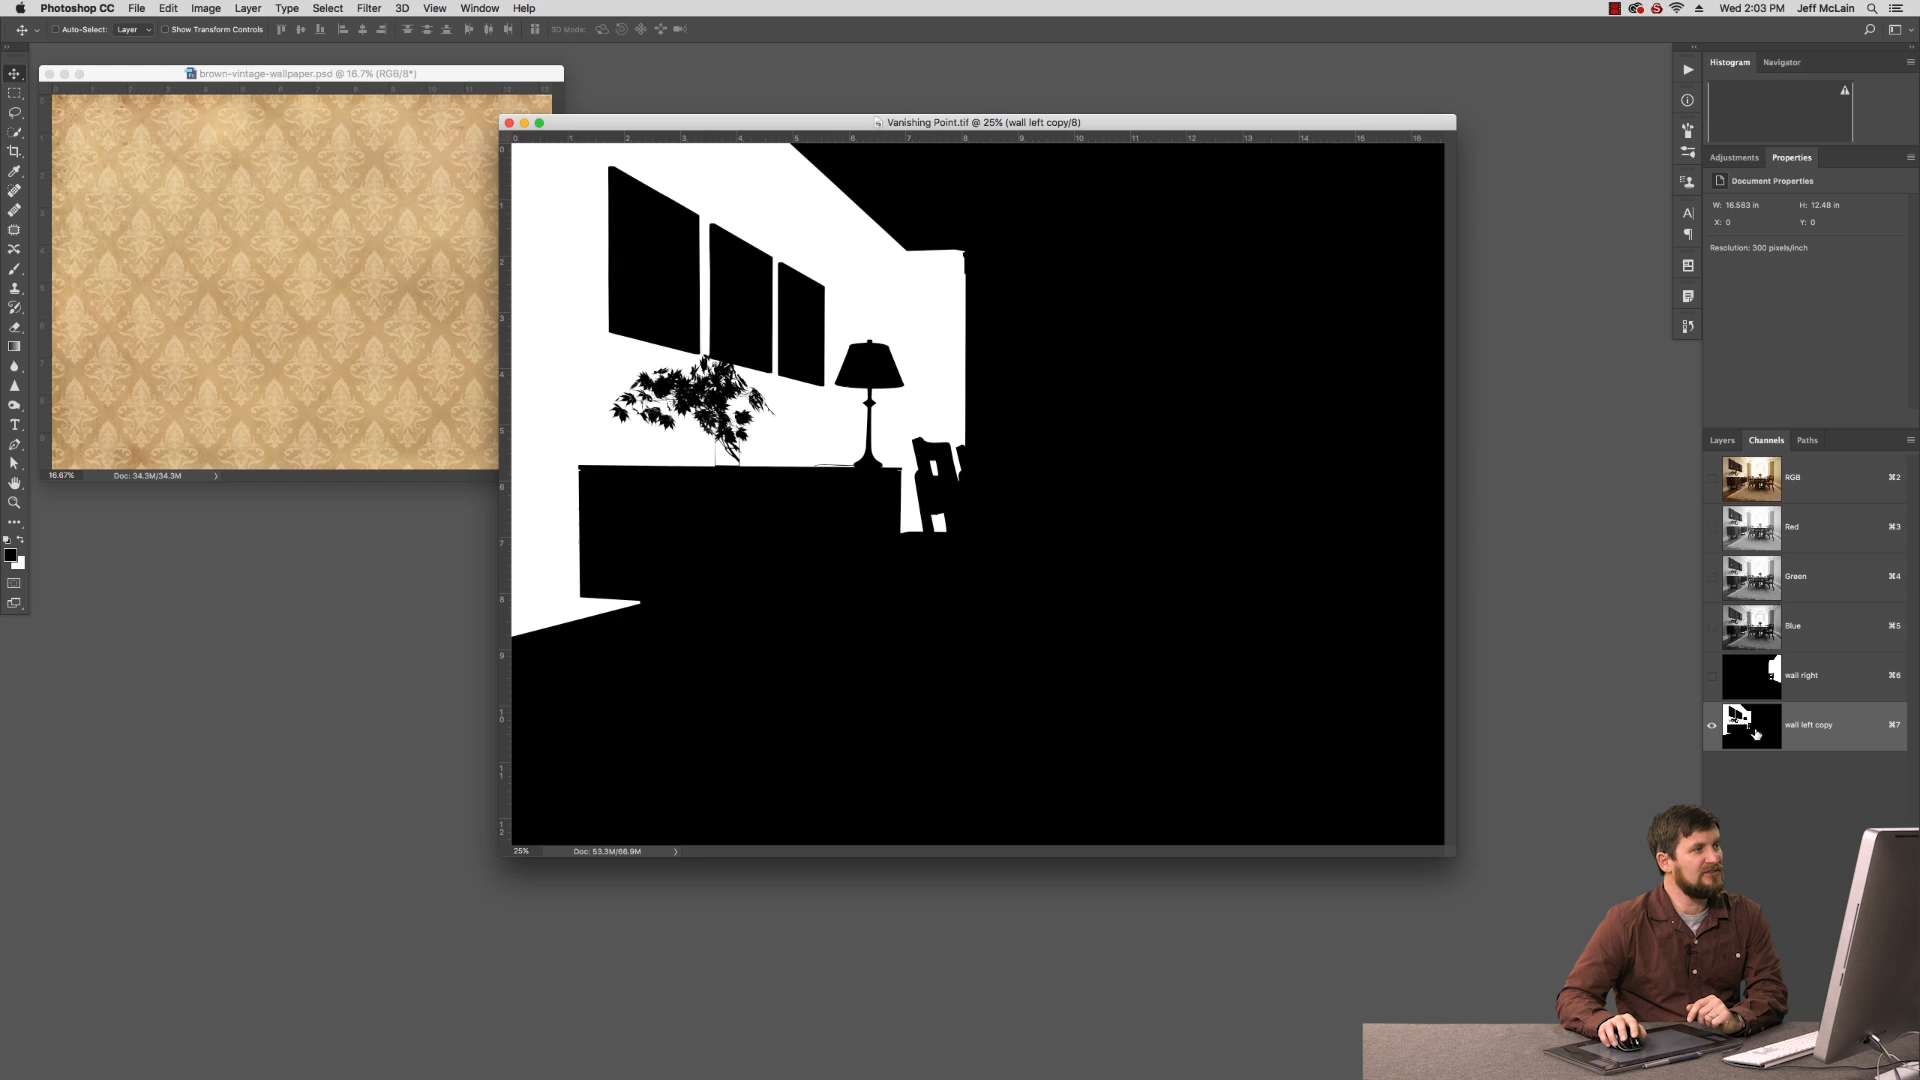 Photoshop CC File Edit Image Layer Type Select Filter 3D View Window Help Wed 2:03 PM Jeff McLain
Auto-Select: Layer Show Transform Controls 3D Mode:
brown-vintage-wallpaper.psd @ 16.7% (RGB/8*)
16.67% Doc: 34.3M/34.3M
Vanishing Point.tif @ 25% (wall left copy/8)
25% Doc: 53.3M/66.9M
Histogram Navigator
Adjustments Properties
Document Properties
W: 16.583 in H: 12.48 in
X: 0 Y: 0
Resolution: 300 pixels/inch
Layers Channels Paths
RGB ⌘2
Red ⌘3
Green ⌘4
Blue ⌘5
wall right ⌘6
wall left copy ⌘7